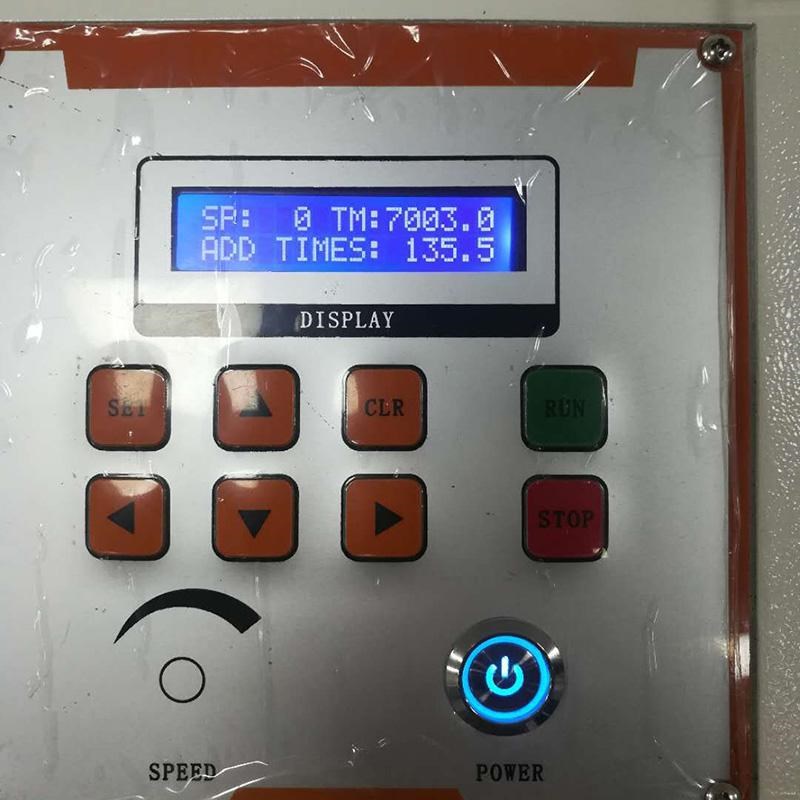 SP: 0 TM:7003.0
ADD TIMES: 135.5
DISPLAY
SET
CLR
RUN
STOP
SPEED
POWER